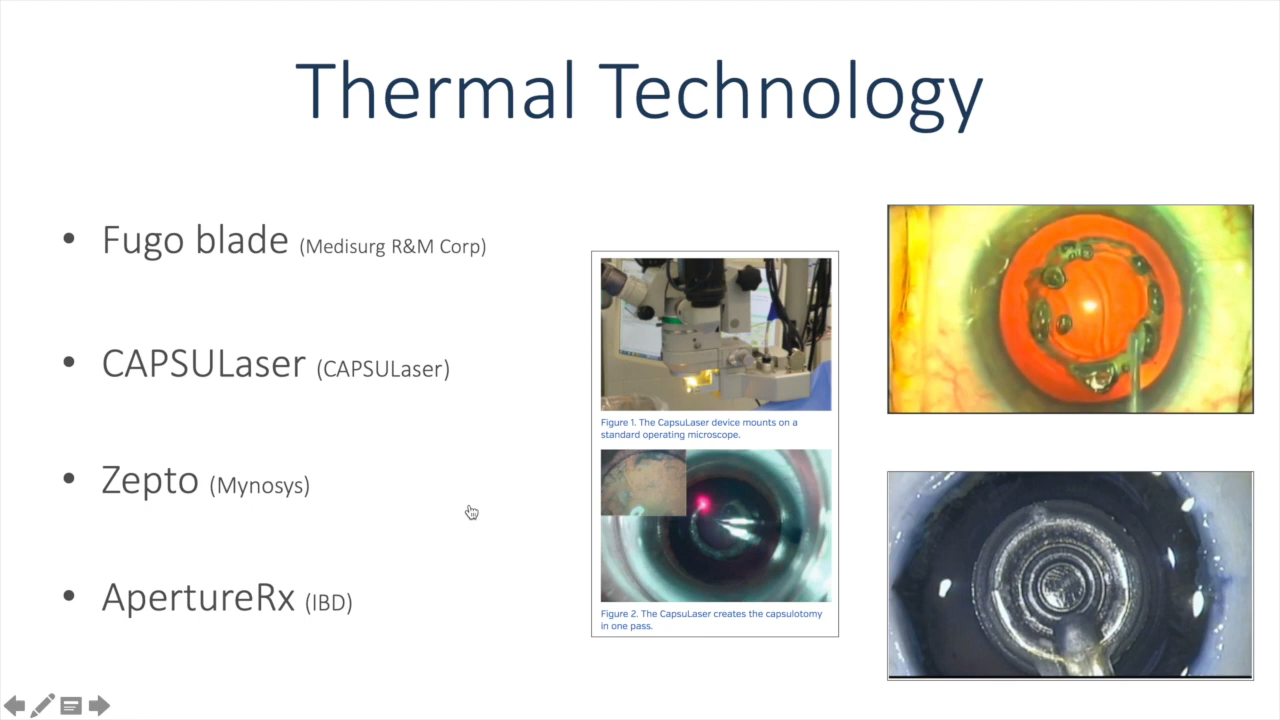 Thermal Technology
• Fugo blade (Medisurg R&M Corp)
• CAPSULaser (CAPSULaser)
• Zepto (Mynosys)
• ApertureRx (IBD)
Figure 1. The CapsuLaser device mounts on a
standard operating microscope.
Figure 2. The CapsuLaser creates the capsulotomy
in one pass.